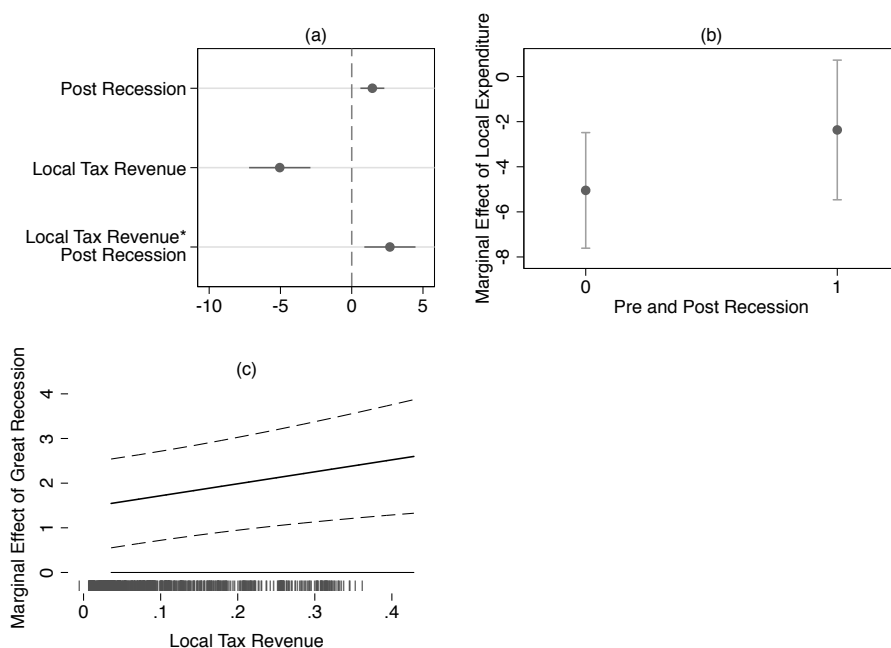 (a)
Post Recession
Local Tax Revenue
Local Tax Revenue*
Post Recession
-10 -5 0 5
(b)
Marginal Effect of Local Expenditure
0
-2
-4
-6
-8
0 1
Pre and Post Recession
(c)
Marginal Effect of Great Recession
4
3
2
1
0
0 .1 .2 .3 .4
Local Tax Revenue